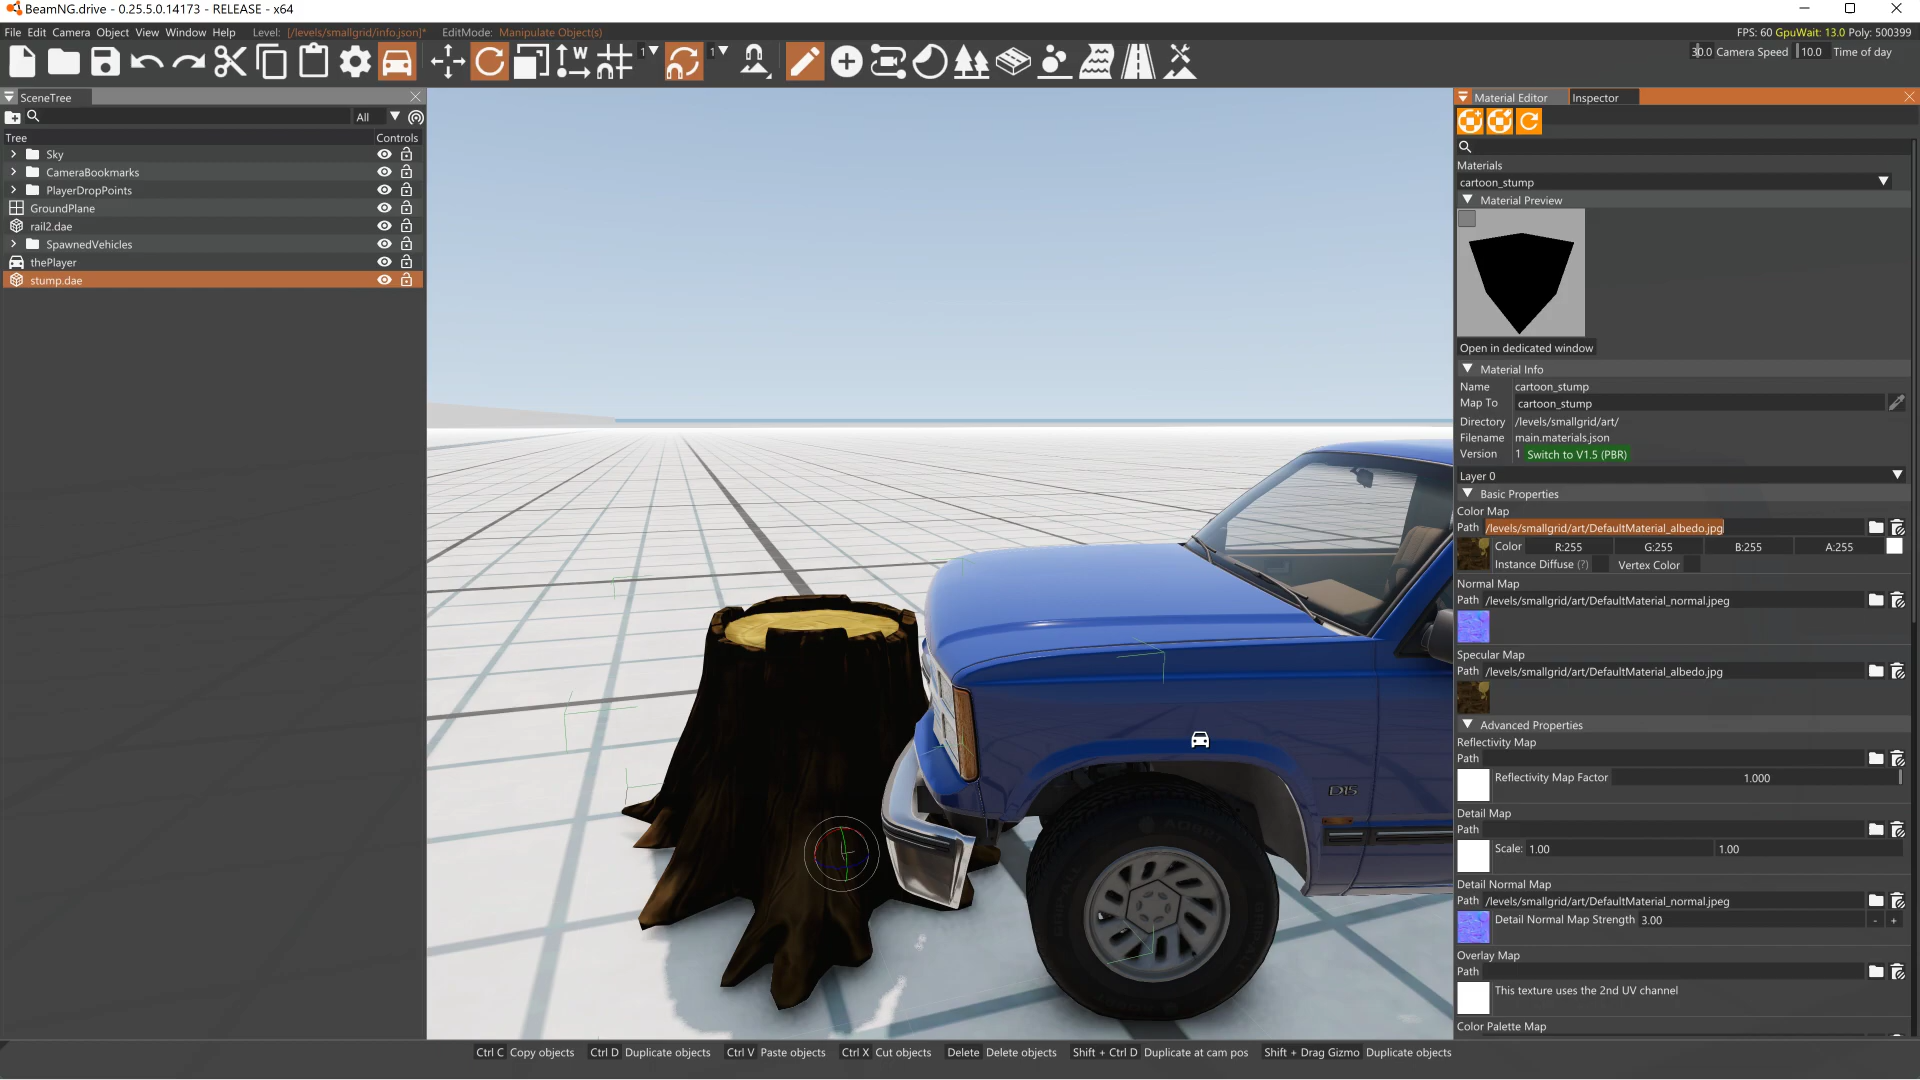 BeamNG.drive - 0.25.5.0.14173 - RELEASE - x64
File Edit Camera Object View Window Help Level: [/levels/smallgrid/info.json]* EditMode: Manipulate Object(s)
FPS: 60 GpuWait: 13.0 Poly: 500399
30.0 Camera Speed 10.0 Time of day
W 1 1
SceneTree
All
Tree Controls
Sky
CameraBookmarks
PlayerDropPoints
GroundPlane
rail2.dae
SpawnedVehicles
thePlayer
stump.dae
D15
Material Editor Inspector
Materials
cartoon_stump
Material Preview
Open in dedicated window
Material Info
Name cartoon_stump
Map To cartoon_stump
Directory /levels/smallgrid/art/
Filename main.materials.json
Version 1 Switch to V1.5 (PBR)
Layer 0
Basic Properties
Color Map
Path /levels/smallgrid/art/DefaultMaterial_albedo.jpg
Color R:255 G:255 B:255 A:255
Instance Diffuse (?) Vertex Color
Normal Map
Path /levels/smallgrid/art/DefaultMaterial_normal.jpeg
Specular Map
Path /levels/smallgrid/art/DefaultMaterial_albedo.jpg
Advanced Properties
Reflectivity Map
Path
Reflectivity Map Factor 1.000
Detail Map
Path
Scale: 1.00 1.00
Detail Normal Map
Path /levels/smallgrid/art/DefaultMaterial_normal.jpeg
Detail Normal Map Strength 3.00 - +
Overlay Map
Path
This texture uses the 2nd UV channel
Color Palette Map
Ctrl C Copy objects Ctrl D Duplicate objects Ctrl V Paste objects Ctrl X Cut objects Delete Delete objects Shift + Ctrl D Duplicate at cam pos Shift + Drag Gizmo Duplicate objects